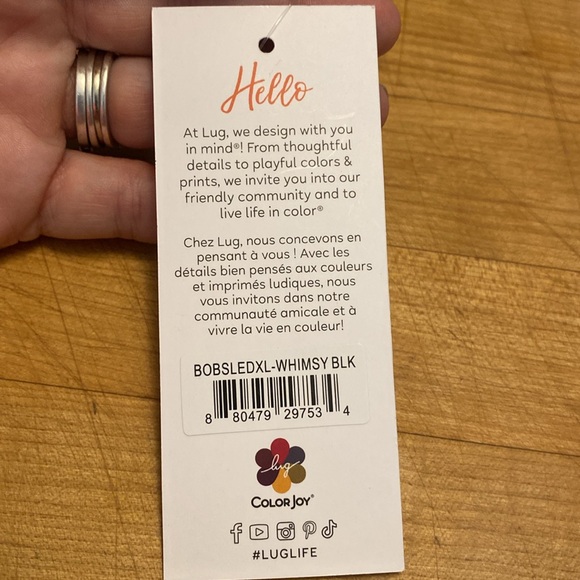 Hello
At Lug, we design with you
in mind®! From thoughtful
details to playful colors &
prints, we invite you into our
friendly community and to
live life in color®
Chez Lug, nous concevons en
pensant à vous ! Avec les
détails bien pensés aux couleurs
et imprimés ludiques, nous
vous invitons dans notre
communauté amicale et à
vivre la vie en couleur!
BOBSLEDXL-WHIMSY BLK
8 80479 29753 4
lug
COLOR JOY®
#LUGLIFE